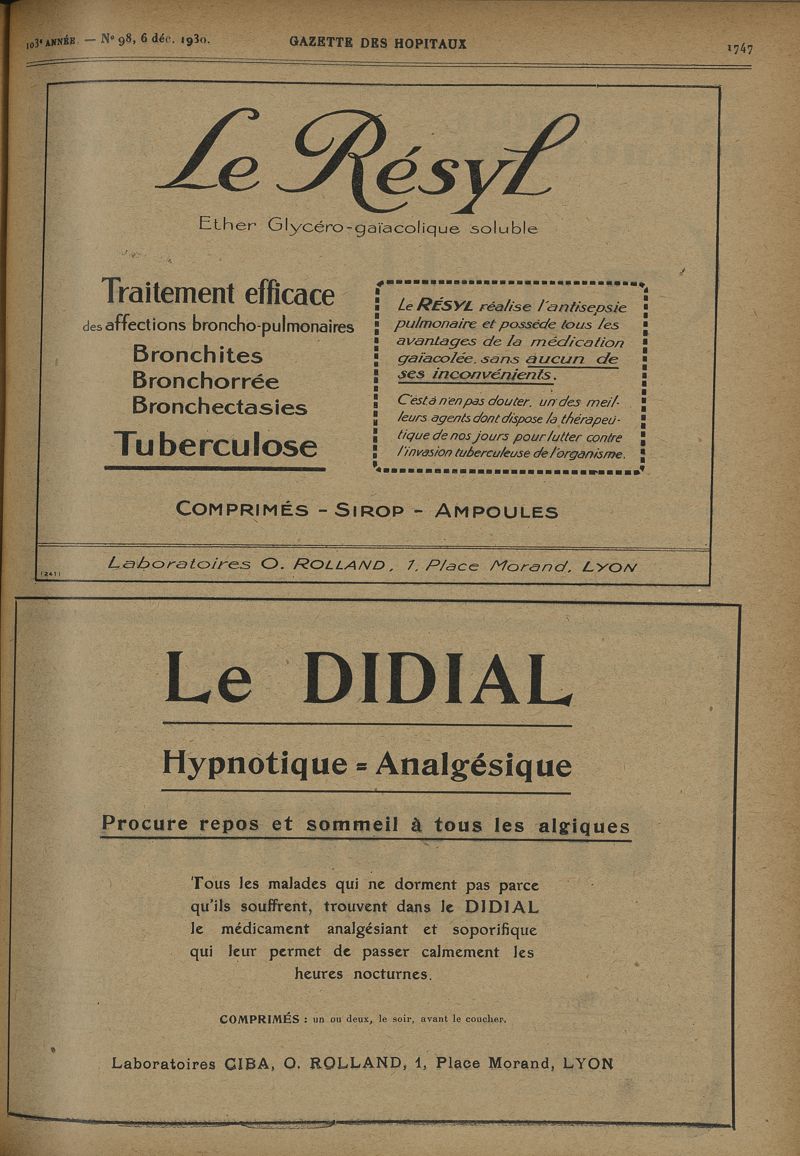 103e ANNÉE. — No 98, 6 déc. 1930.
GAZETTE DES HOPITAUX
1747
Le Résyl
Ether Glycéro-gaïacolique soluble
Traitement efficace
des affections broncho-pulmonaires
Bronchites
Bronchorrée
Bronchectasies
Tuberculose
Le RÉSYL réalise l'antisepsie
pulmonaire et possède tous les
avantages de la médication
gaïacolée, sans aucun de
ses inconvénients.
C'est à n'en pas douter, un des meil-
leurs agents dont dispose la thérapeu-
tique de nos jours pour lutter contre
l'invasion tuberculeuse de l'organisme.
COMPRIMÉS - SIROP - AMPOULES
Laboratoires O. ROLLAND, 1, Place Morand, LYON
(241)
Le DIDIAL
Hypnotique = Analgésique
Procure repos et sommeil à tous les algiques
Tous les malades qui ne dorment pas parce
qu'ils souffrent, trouvent dans le DIDIAL
le médicament analgésiant et soporifique
qui leur permet de passer calmement les
heures nocturnes.
COMPRIMÉS : un ou deux, le soir, avant le coucher.
Laboratoires CIBA, O. ROLLAND, 1, Place Morand, LYON